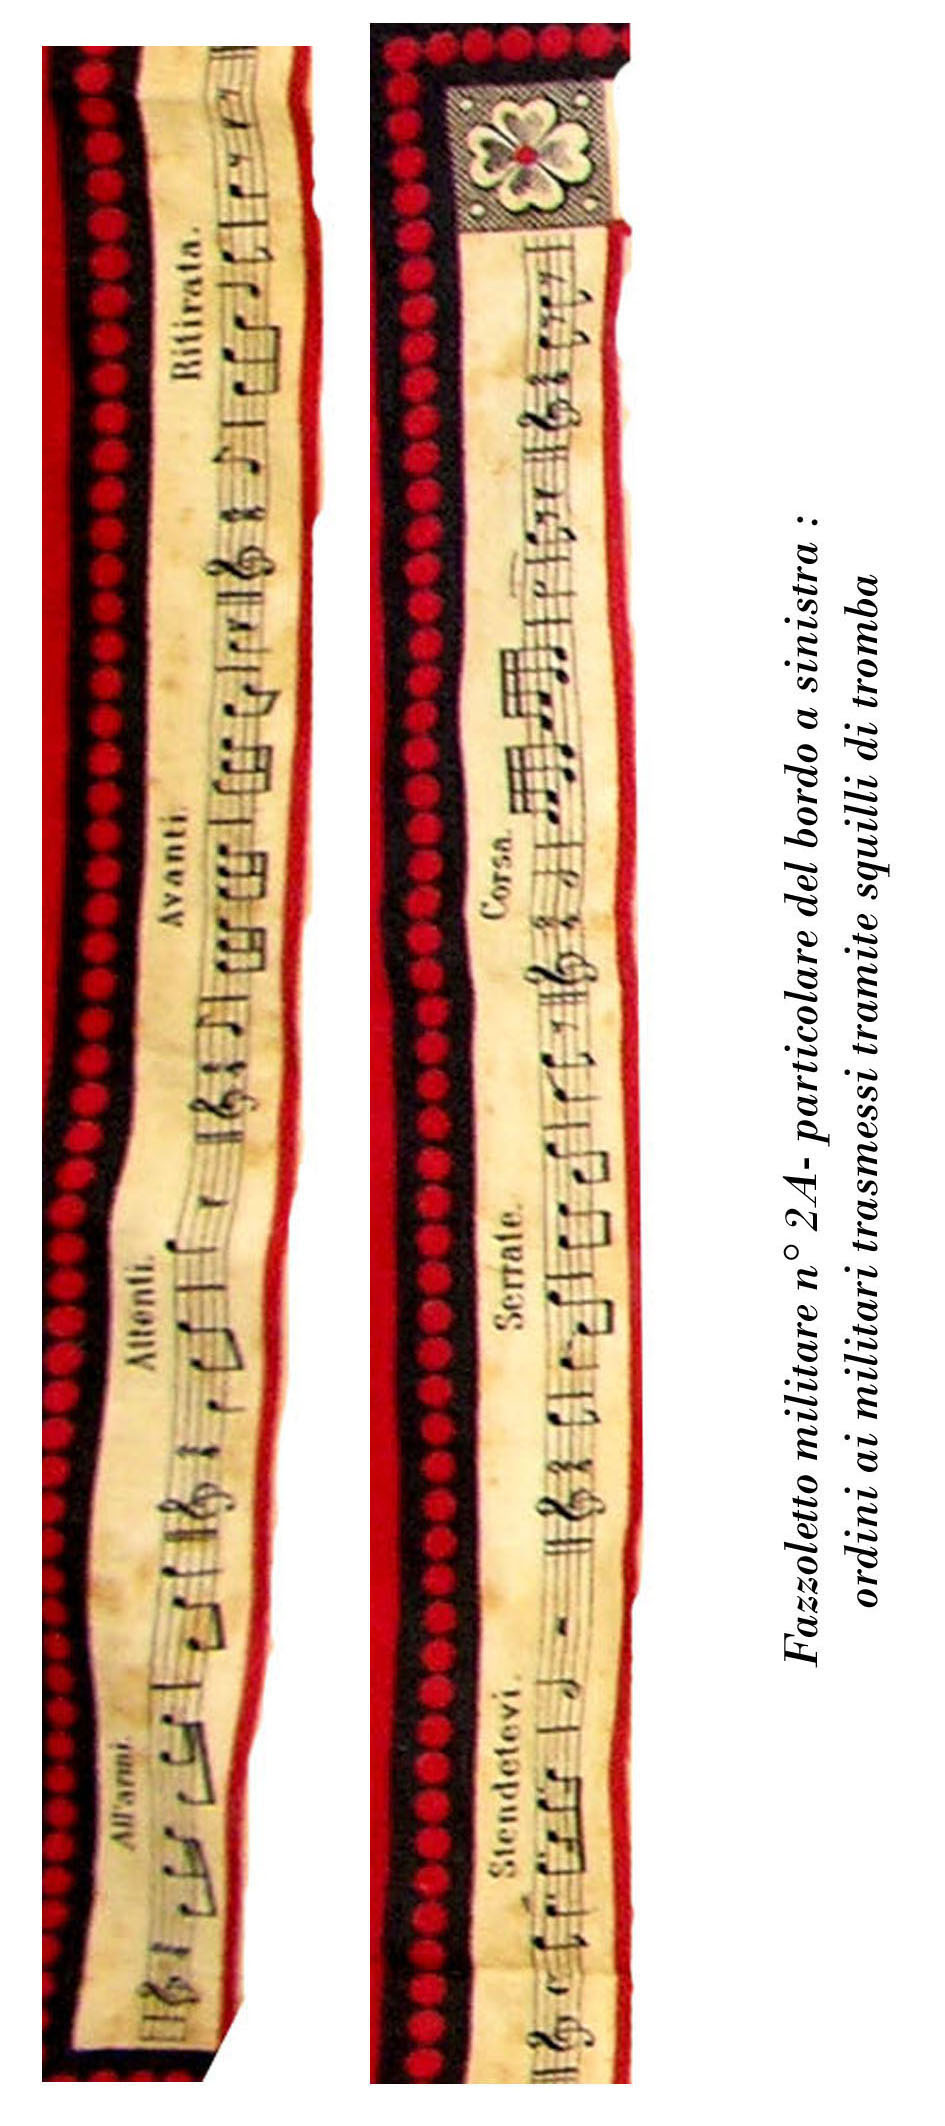 All'armi.
Attenti.
Avanti.
Ritirata.
Stendetevi.
Serrate.
Corsa.
Fazzoletto militare n° 2A- particolare del bordo a sinistra :
ordini ai militari trasmessi tramite squilli di tromba